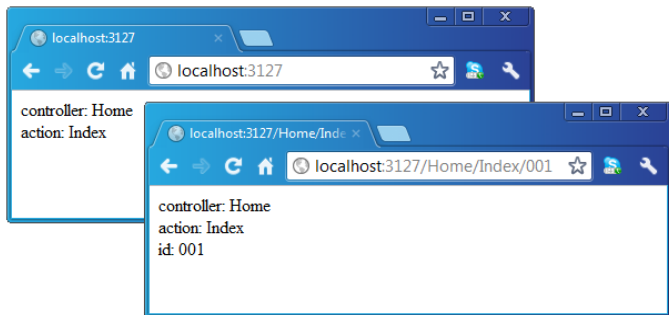 localhost:3127
localhost:3127
controller: Home
action: Index
localhost:3127/Home/Inde
localhost:3127/Home/Index/001
controller: Home
action: Index
id: 001